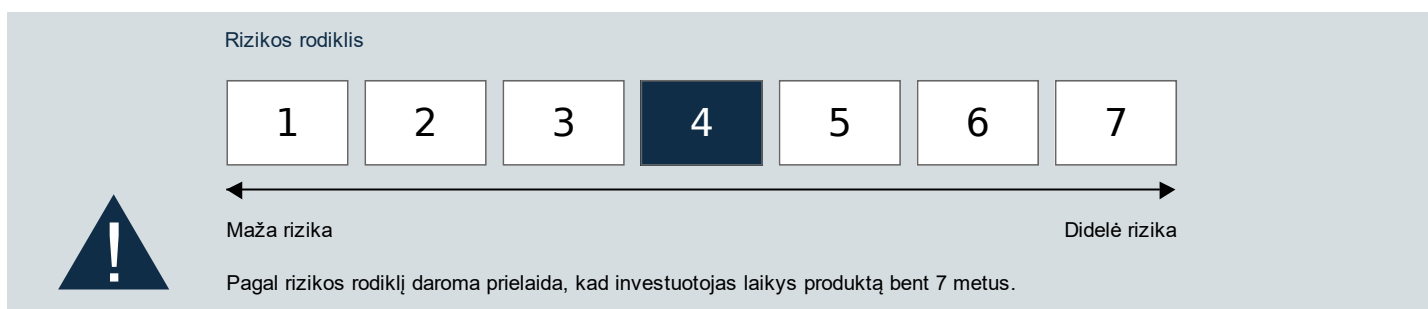 Rizikos rodiklis
1 2 3 4 5 6 7
Maža rizika Didelė rizika
Pagal rizikos rodiklį daroma prielaida, kad investuotojas laikys produktą bent 7 metus.